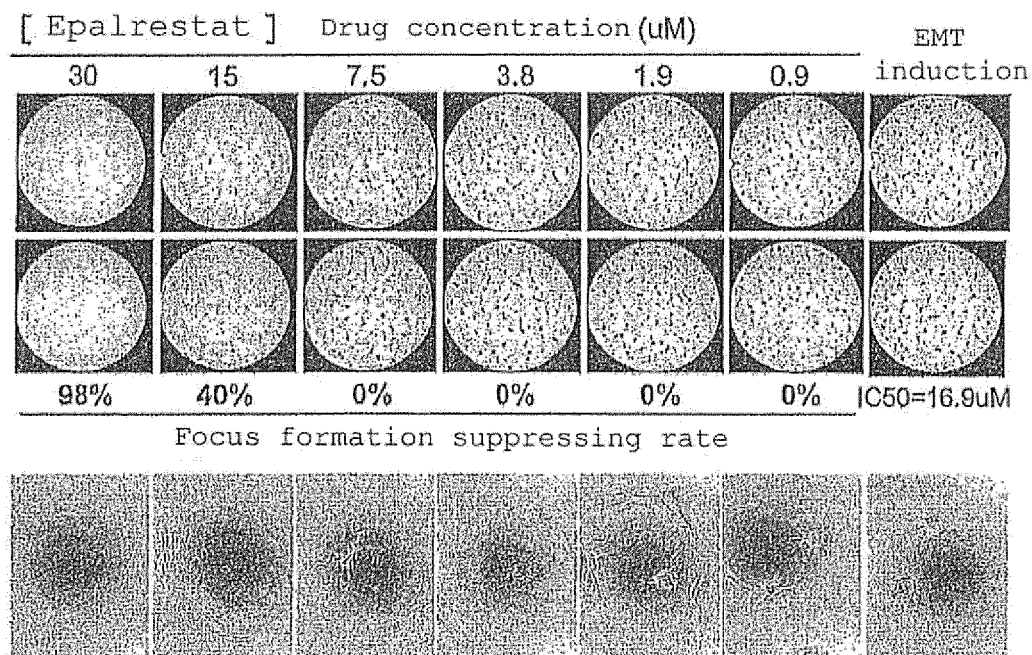 [ Epalrestat ] Drug concentration (uM)
EMT
induction
30 15 7.5 3.8 1.9 0.9
98% 40% 0% 0% 0% 0% IC50=16.9uM
Focus formation suppressing rate